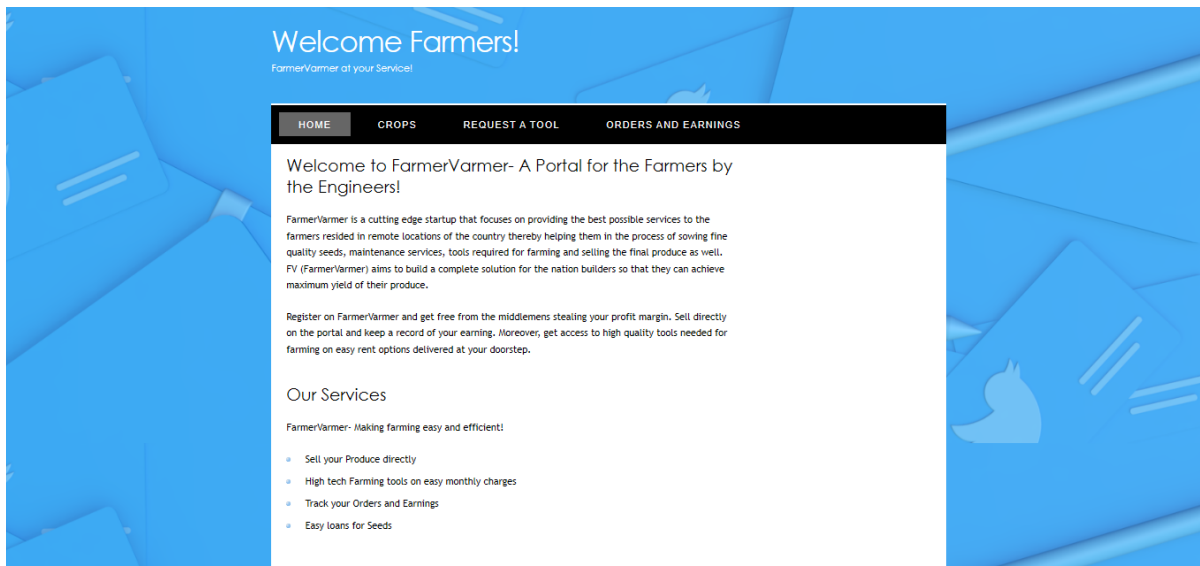 Welcome Farmers!
FarmerVarmer at your Service!
HOME CROPS REQUEST A TOOL ORDERS AND EARNINGS
Welcome to FarmerVarmer- A Portal for the Farmers by
the Engineers!
FarmerVarmer is a cutting edge startup that focuses on providing the best possible services to the
farmers resided in remote locations of the country thereby helping them in the process of sowing fine
quality seeds, maintenance services, tools required for farming and selling the final produce as well.
FV (FarmerVarmer) aims to build a complete solution for the nation builders so that they can achieve
maximum yield of their produce.
Register on FarmerVarmer and get free from the middlemens stealing your profit margin. Sell directly
on the portal and keep a record of your earning. Moreover, get access to high quality tools needed for
farming on easy rent options delivered at your doorstep.
Our Services
FarmerVarmer- Making farming easy and efficient!
Sell your Produce directly
High tech Farming tools on easy monthly charges
Track your Orders and Earnings
Easy loans for Seeds